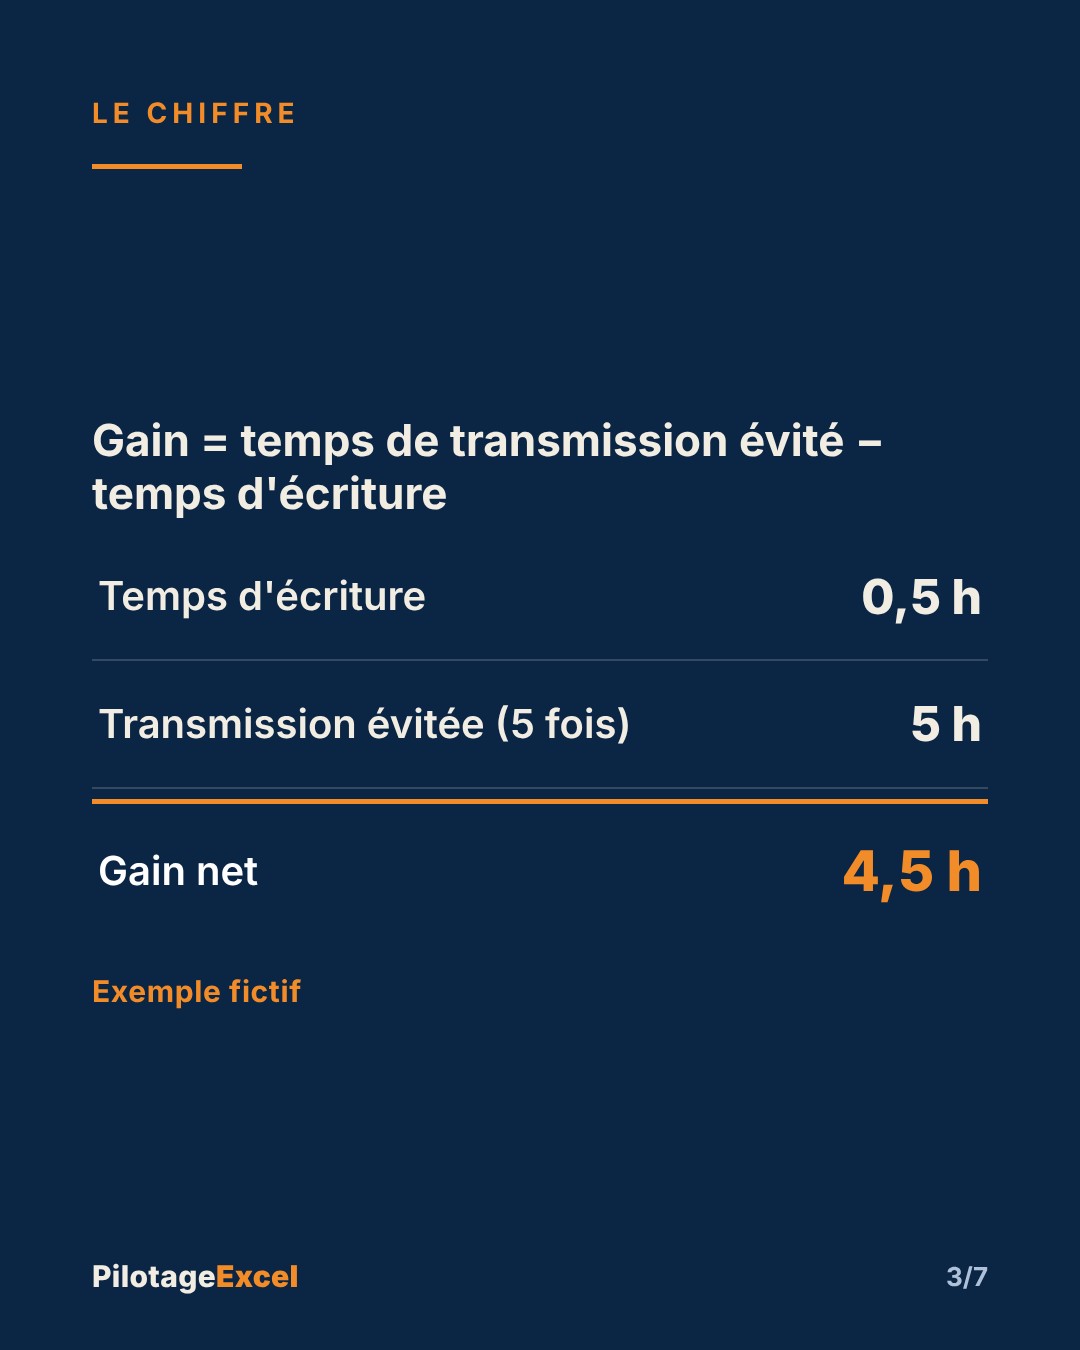 LE CHIFFRE
Gain = temps de transmission évité –
temps d'écriture
Temps d'écriture 0,5 h
Transmission évitée (5 fois) 5 h
Gain net 4,5 h
Exemple fictif
PilotageExcel 3/7